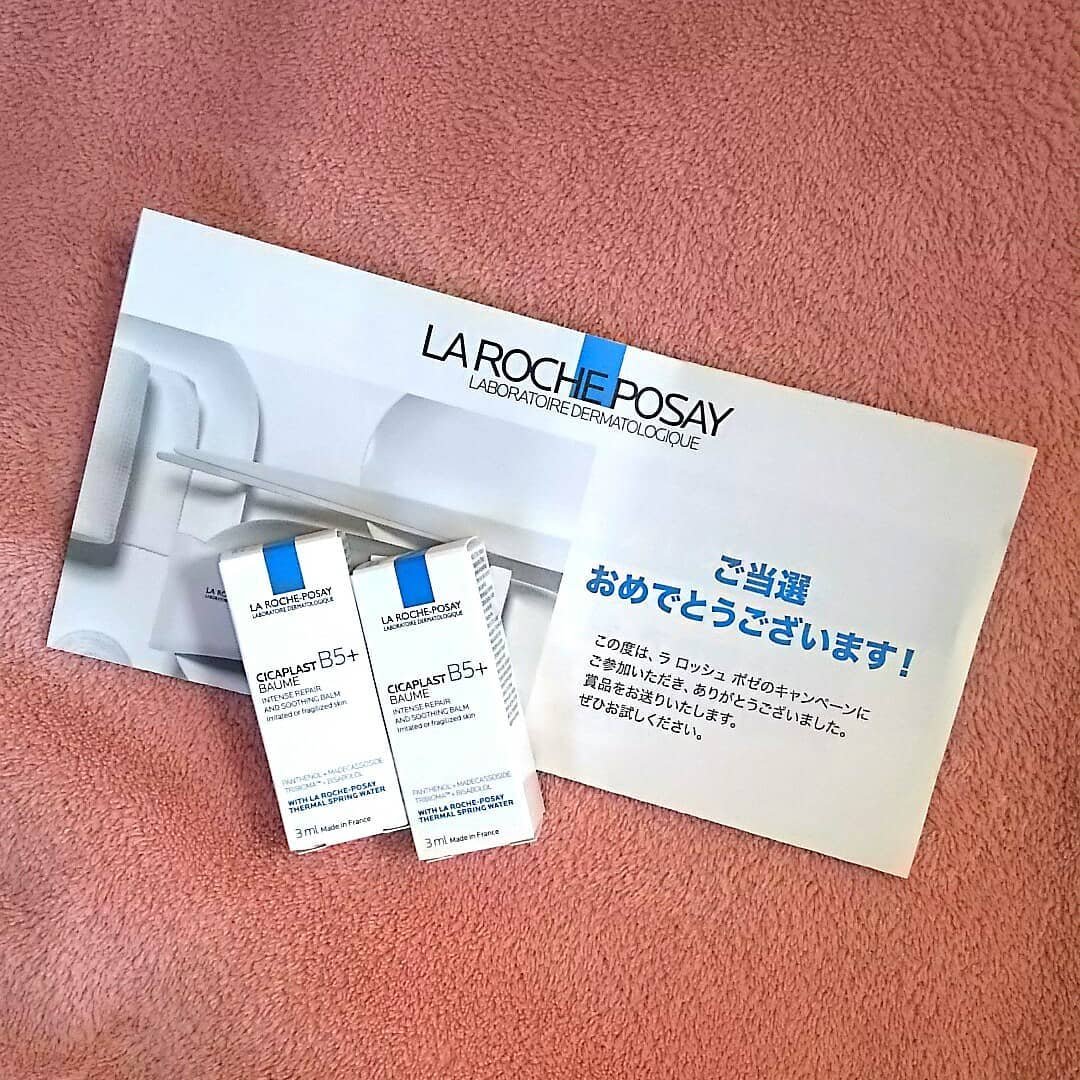 LA ROCHE POSAY
LABORATOIRE DERMATOLOGIQUE
ご当選
おめでとうございます！
この度は、ラ ロッシュ ポゼのキャンペーンに
ご参加いただき、ありがとうございました。
賞品をお送りいたします。
ぜひお試しください。
LA ROCHE-POSAY
LABORATOIRE DERMATOLOGIQUE
CICAPLAST B5+
BAUME
INTENSE REPAIR
AND SOOTHING BALM
Irritated or fragilized skin
PANTHENOL + MADECASSOSIDE
TRIBIOMA™ + BISABOLOL
WITH LA ROCHE-POSAY
THERMAL SPRING WATER
3 ml Made in France
LA ROCHE-POSAY
LABORATOIRE DERMATOLOGIQUE
CICAPLAST B5+
BAUME
INTENSE REPAIR
AND SOOTHING BALM
Irritated or fragilized skin
PANTHENOL + MADECASSOSIDE
TRIBIOMA™ + BISABOLOL
WITH LA ROCHE-POSAY
THERMAL SPRING WATER
3 ml Made in France